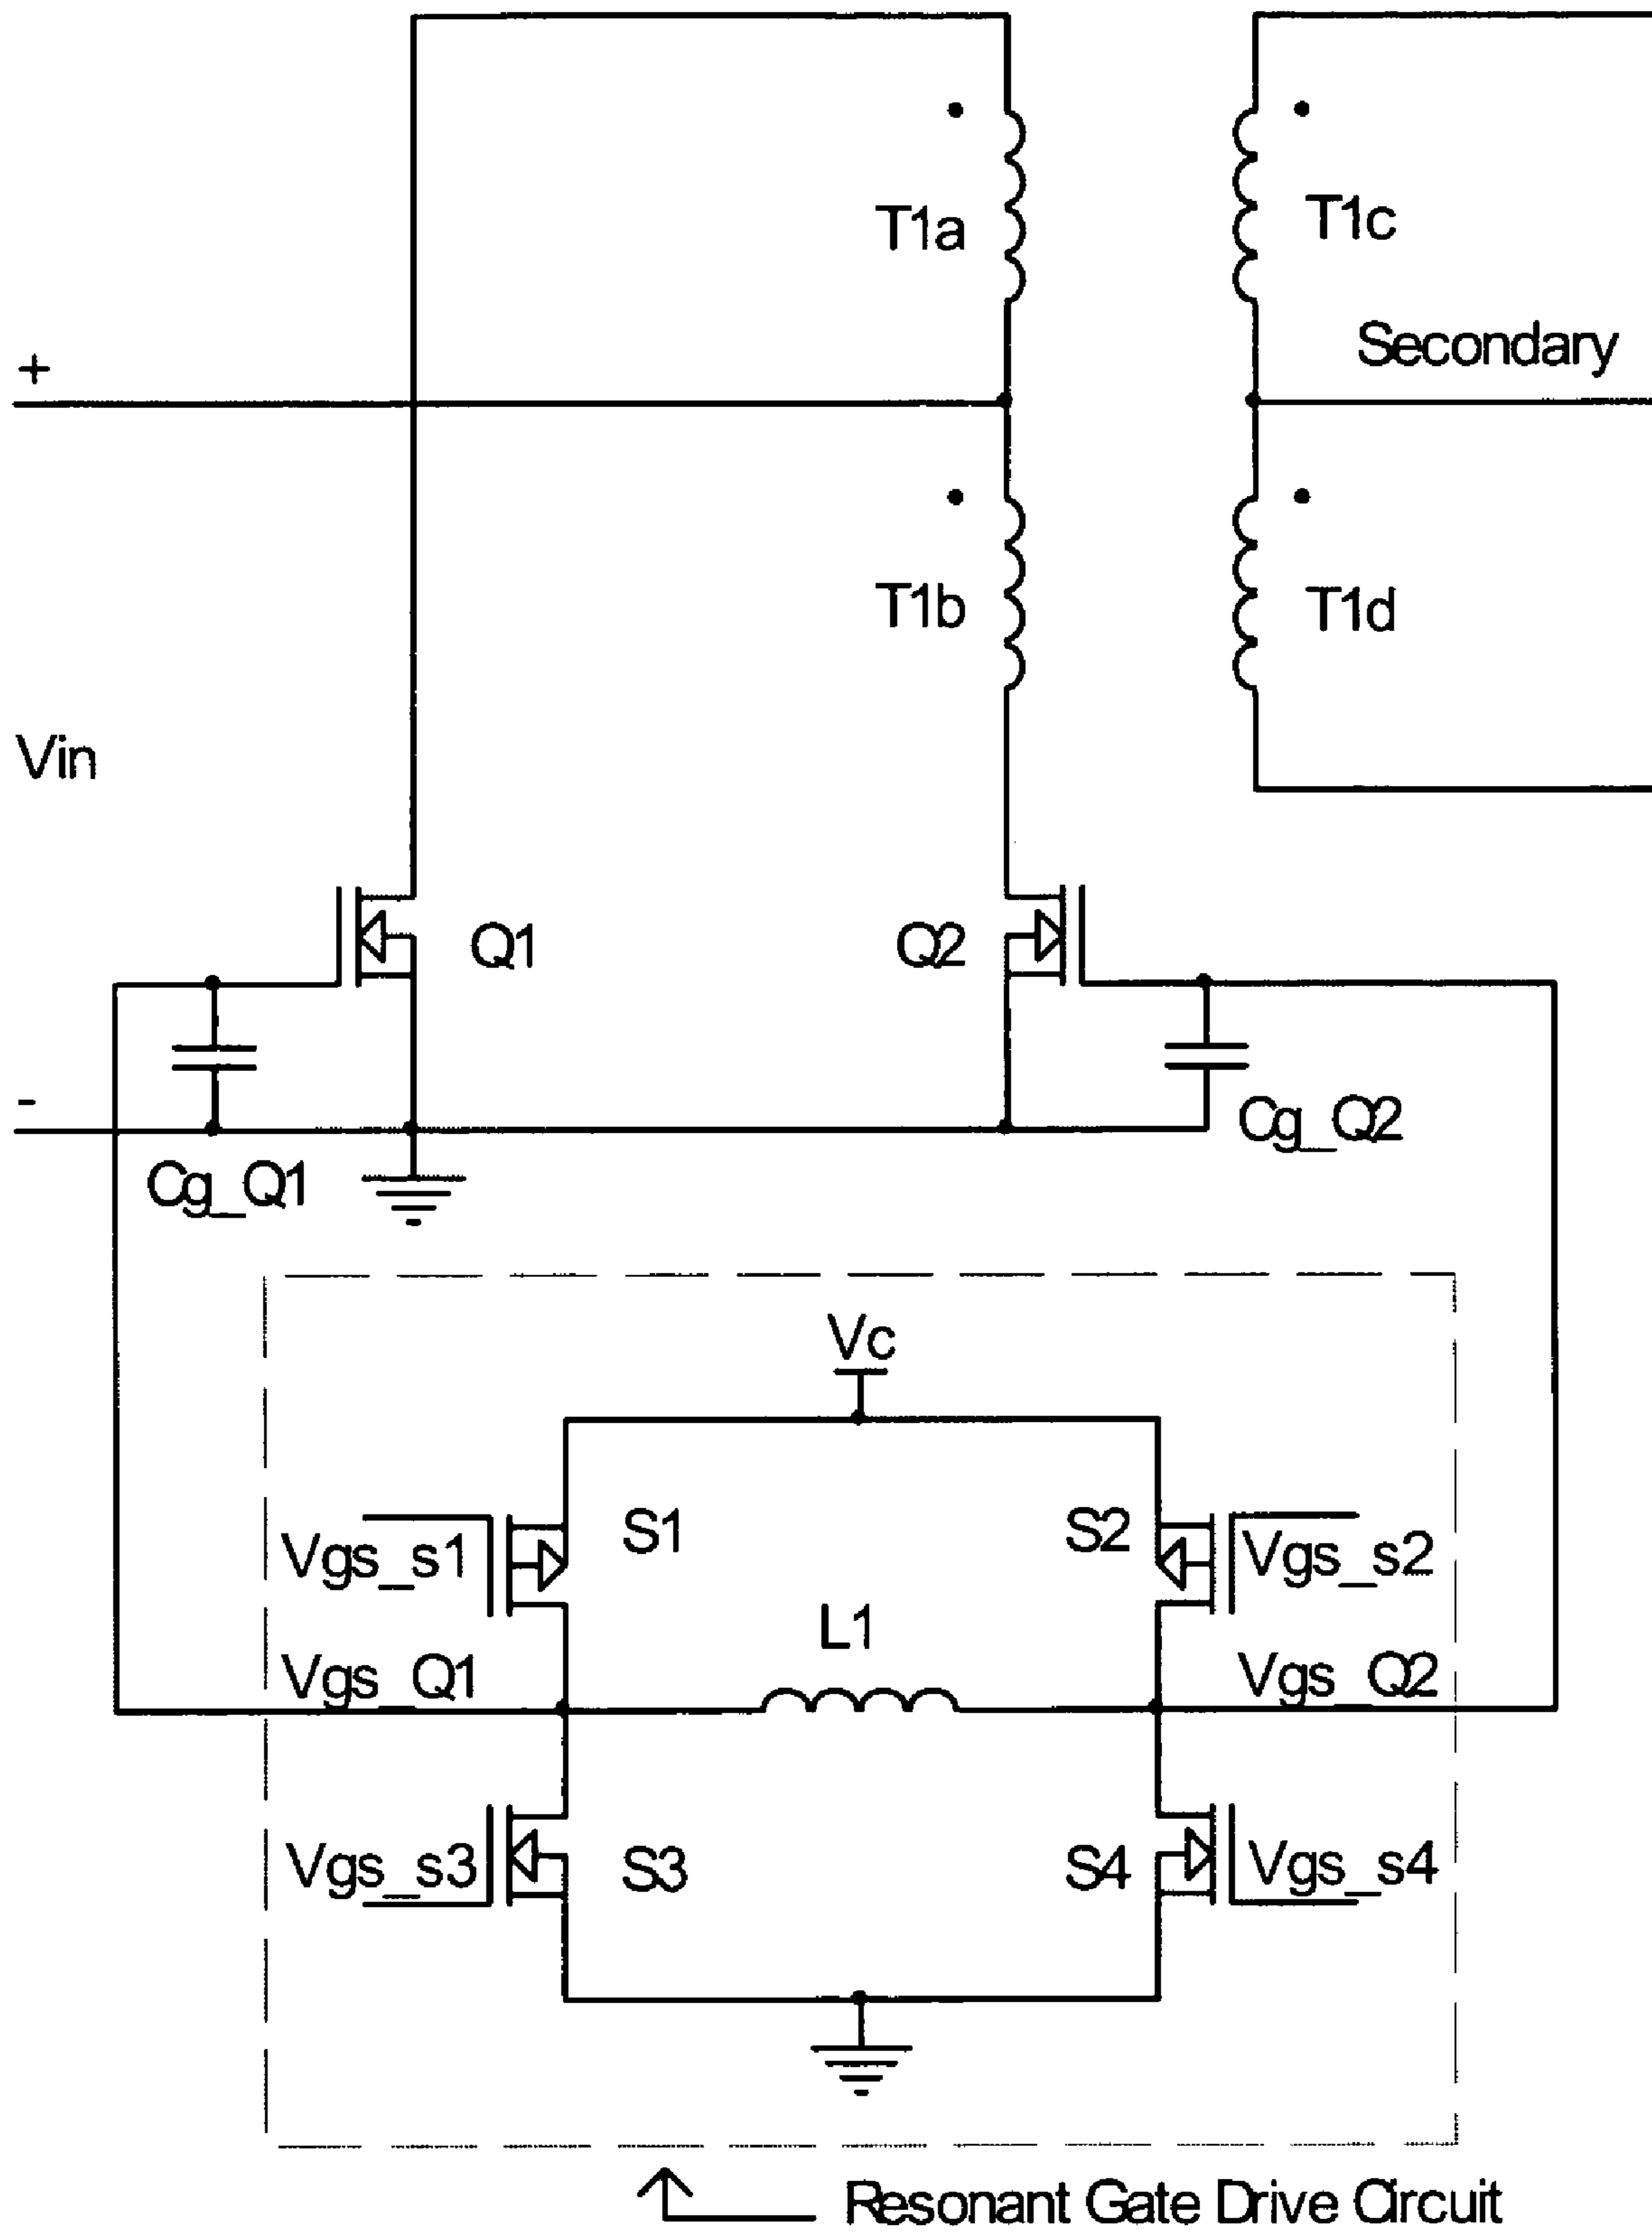 T1a
T1c
+
Secondary
T1b
T1d
Vin
Q1
Q2
-
Cg_Q2
Cg_Q1
Vc
S1
S2
Vgs_s1
Vgs_s2
L1
Vgs_Q1
Vgs_Q2
Vgs_s3
S3
S4
Vgs_s4
Resonant Gate Drive Circuit